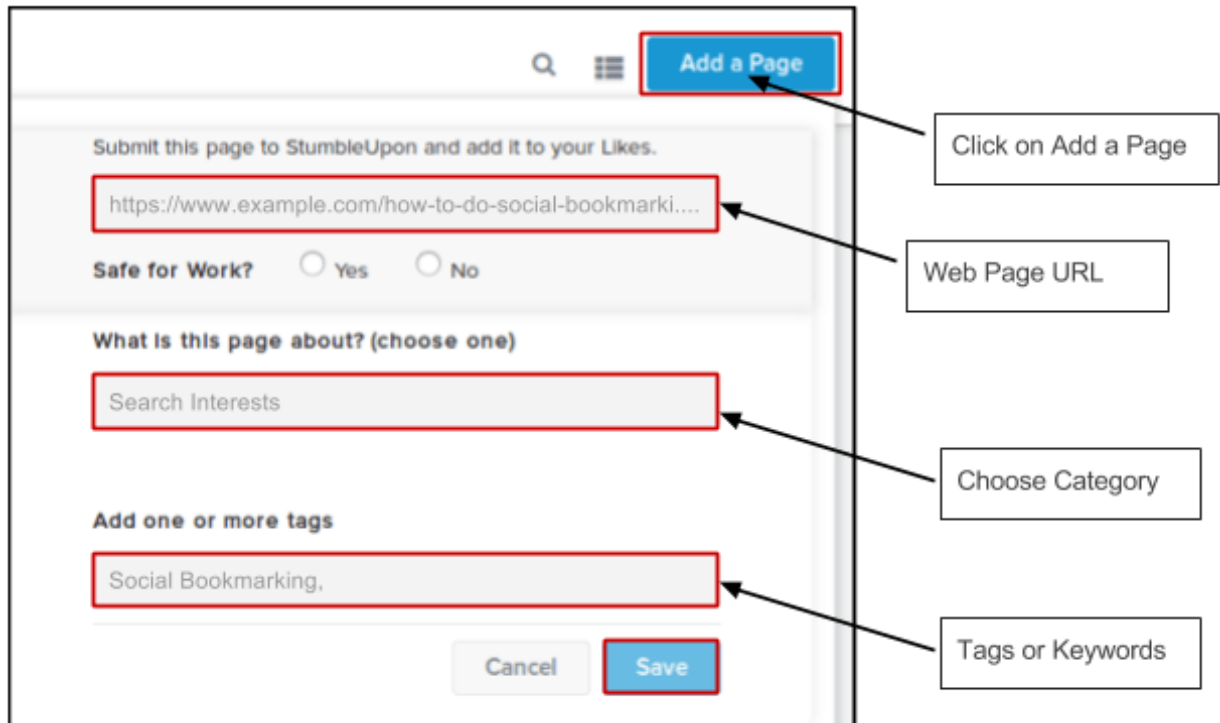 Add a Page
Click on Add a Page
Submit this page to StumbleUpon and add it to your Likes.
https://www.example.com/how-to-do-social-bookmarki....
Web Page URL
Safe for Work? Yes No
What is this page about? (choose one)
Search Interests
Choose Category
Add one or more tags
Social Bookmarking,
Tags or Keywords
Cancel Save